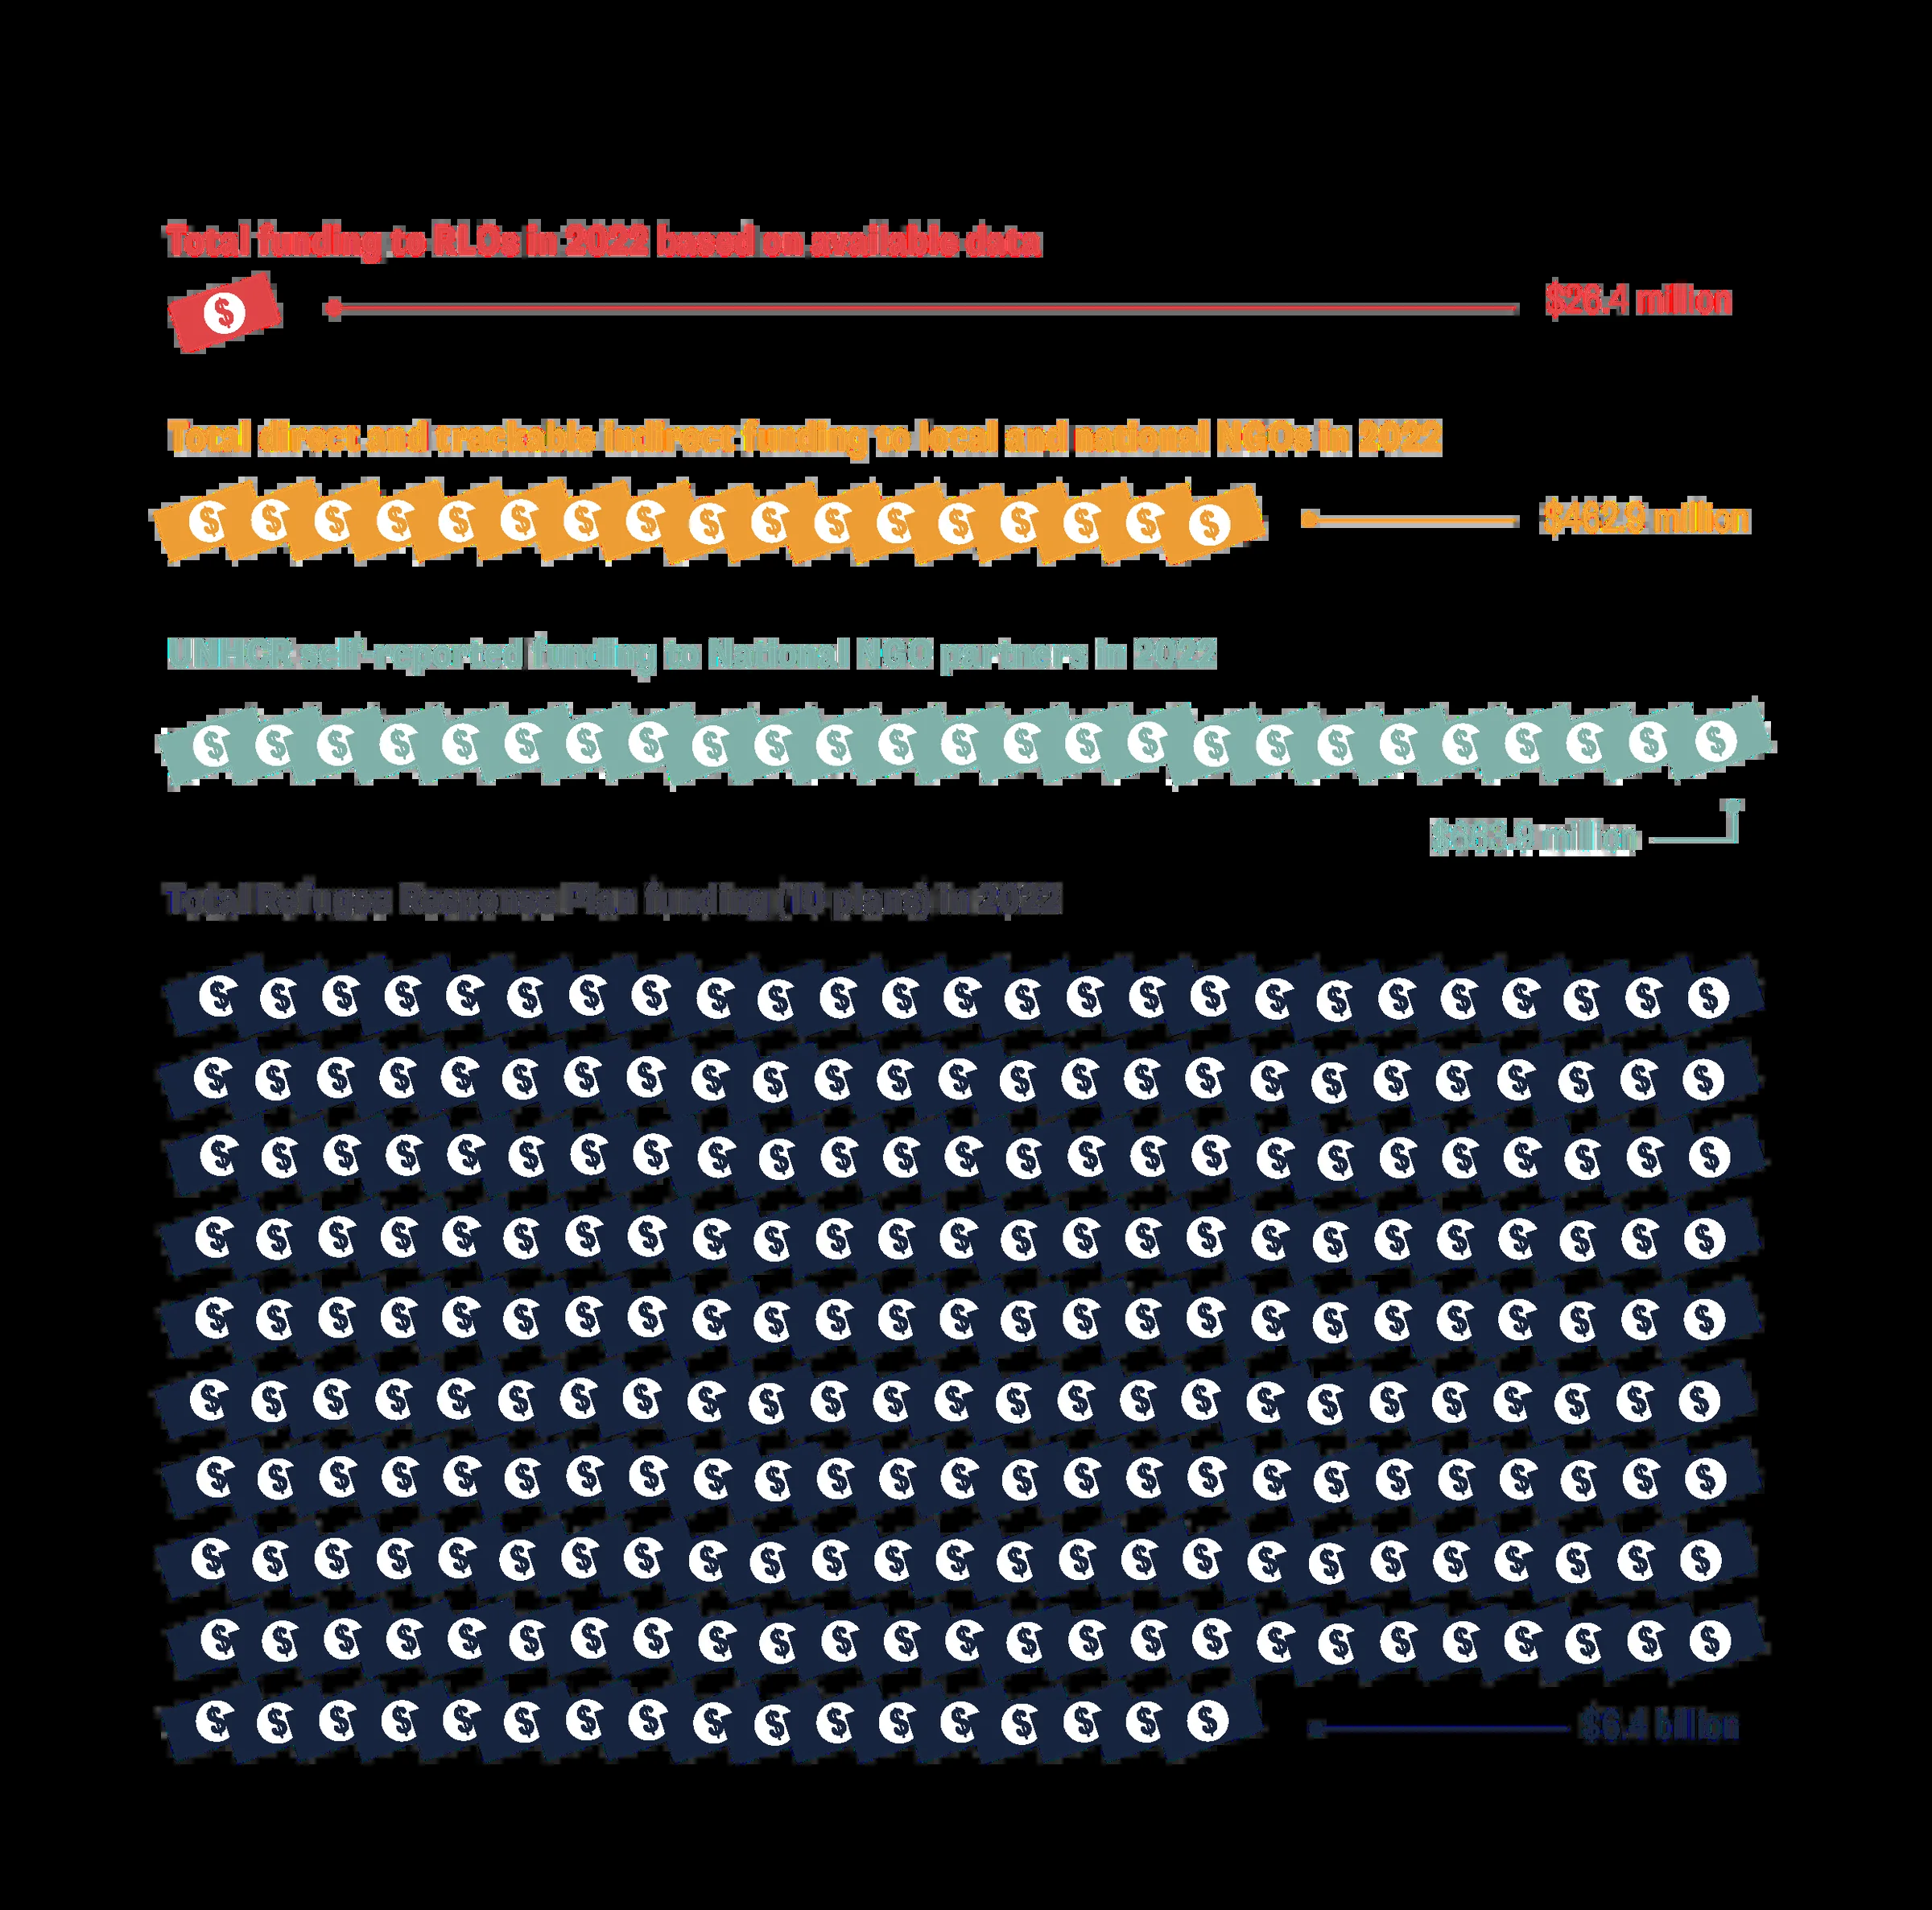 Total funding to RLOs in 2022 based on available data
$26.4 million
Total direct and trackable indirect funding to local and national NGOs in 2022
$462.9 million
UNHCR self-reported funding to National NGO partners in 2022
million
Total Refugee Response Plan funding (10 plans) in 2022
$6.4 billion